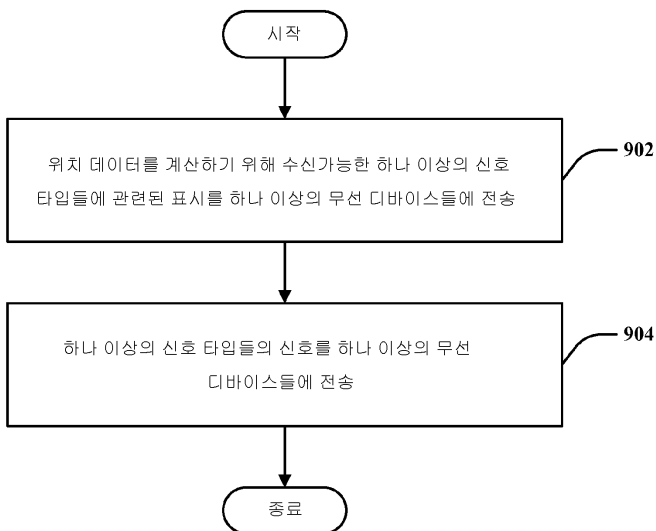 시작
위치 데이터를 계산하기 위해 수신가능한 하나 이상의 신호
타입들에 관련된 표시를 하나 이상의 무선 디바이스들에 전송
902
하나 이상의 신호 타입들의 신호를 하나 이상의 무선
디바이스들에 전송
904
종료